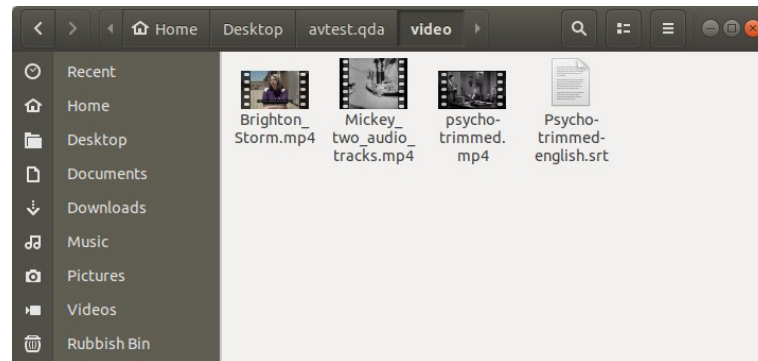 Home Desktop avtest.qda video
Recent
Home
Desktop
Documents
Downloads
Music
Pictures
Videos
Rubbish Bin
Brighton_
Storm.mp4
Mickey_
two_audio_
tracks.mp4
psycho-
trimmed.
mp4
Psycho-
trimmed-
english.srt